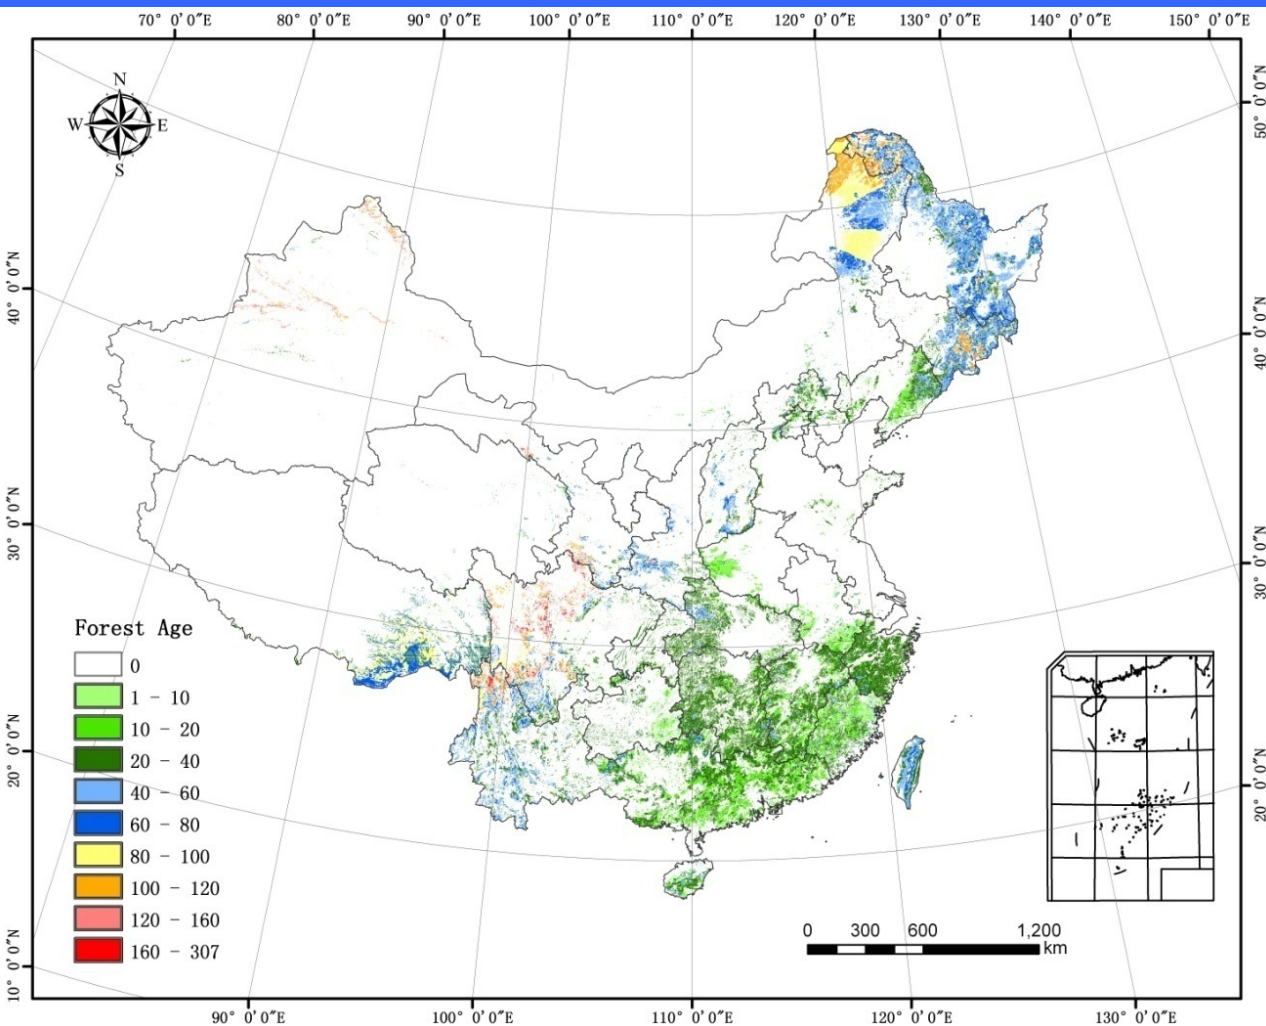 70° 0'0"E 80° 0'0"E 90° 0'0"E 100° 0'0"E 110° 0'0"E 120° 0'0"E 130° 0'0"E 140° 0'0"E 150° 0'0"E
N
W E
S
50° 0'0"N
40° 0'0"N
40° 0'0"N
30° 0'0"N
30° 0'0"N
20° 0'0"N
20° 0'0"N
10° 0'0"N
Forest Age
0
1 - 10
10 - 20
20 - 40
40 - 60
60 - 80
80 - 100
100 - 120
120 - 160
160 - 307
0 300 600 1,200
km
90° 0'0"E 100° 0'0"E 110° 0'0"E 120° 0'0"E 130° 0'0"E